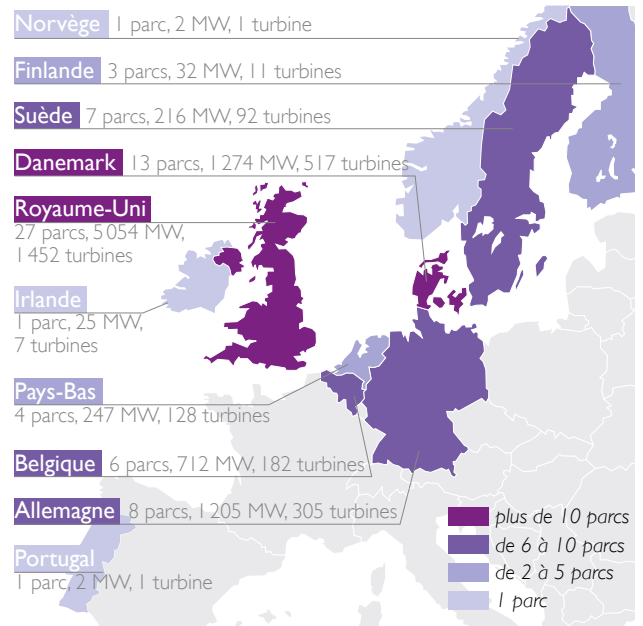 Norvège 1 parc, 2 MW, 1 turbine
Finlande 3 parcs, 32 MW, 11 turbines
Suède 7 parcs, 216 MW, 92 turbines
Danemark 13 parcs, 1 274 MW, 517 turbines
Royaume-Uni
27 parcs, 5 054 MW,
1 452 turbines
Irlande
1 parc, 25 MW,
7 turbines
Pays-Bas
4 parcs, 247 MW, 128 turbines
Belgique 6 parcs, 712 MW, 182 turbines
Allemagne 8 parcs, 1 205 MW, 305 turbines
Portugal
1 parc, 2 MW, 1 turbine
plus de 10 parcs
de 6 à 10 parcs
de 2 à 5 parcs
1 parc